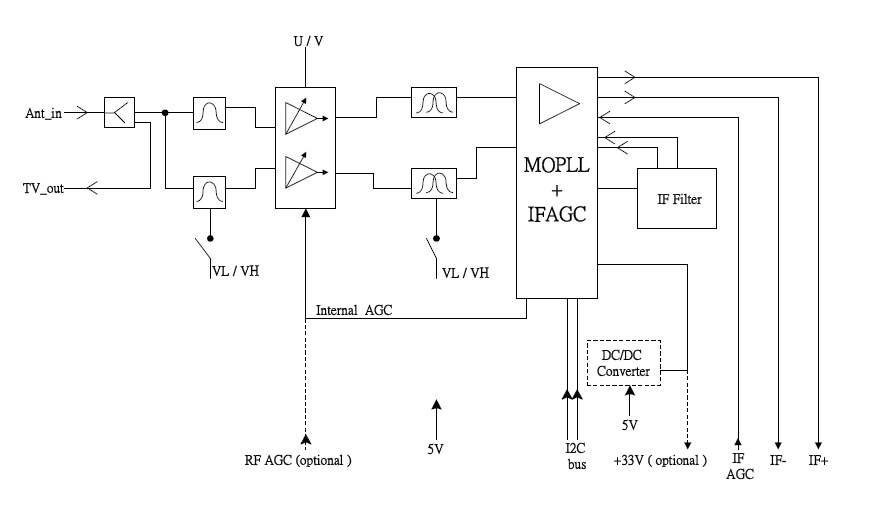 U / V
Ant_in
TV_out
MOPLL
+
IFAGC
IF Filter
VL / VH
VL / VH
Internal AGC
DC/DC
Converter
5V
RF AGC (optional )
5V
I2C
bus
+33V ( optional )
IF
AGC
IF-
IF+